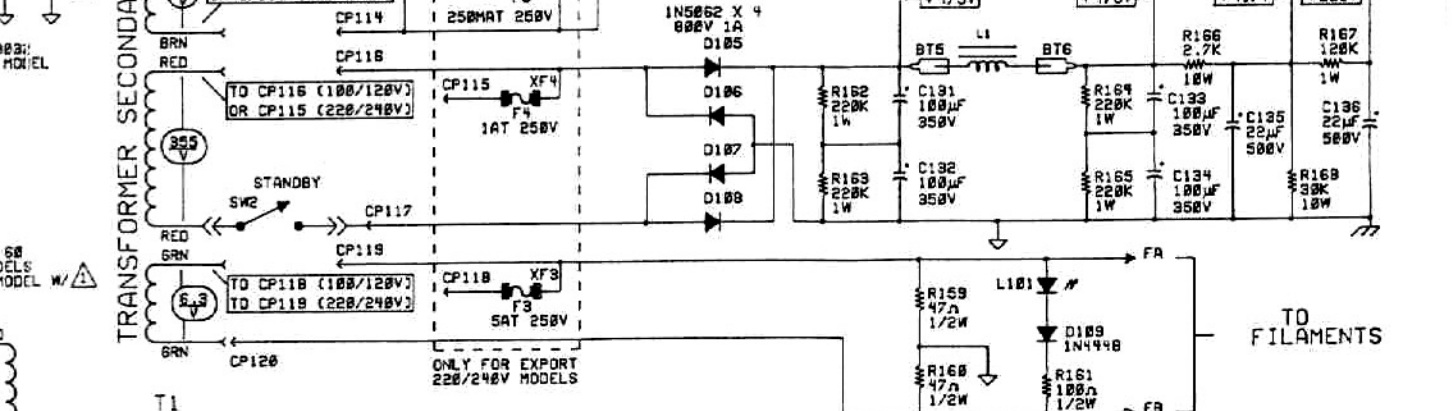 CP114
250MAT 250V
1N5062 X 4
800V 1A
D105
BRN
RED
CP116
TO CP116 (100/120V)
OR CP115 (220/240V)
CP115
XF4
F4
1AT 250V
D106
D107
D108
BT5
L1
BT6
R166
2.7K
10W
R167
120K
1W
R162
220K
1W
C131
100µF
350V
R164
220K
1W
C133
100µF
350V
C135
22µF
500V
C136
22µF
500V
355
V
STANDBY
SW2
CP117
R163
220K
1W
C132
100µF
350V
R165
220K
1W
C134
100µF
350V
R168
30K
10W
TRANSFORMER
RED
GRN
CP119
TO CP118 (100/120V)
TO CP119 (220/240V)
CP118
XF3
F3
5AT 250V
6.3
V
GRN
CP120
ONLY FOR EXPORT
220/240V MODELS
FA
R159
47Ω
1/2W
L101
D109
1N4448
R160
47Ω
1/2W
R161
100Ω
1/2W
TO
FILAMENTS
MODEL
60
MODEL W/
1
T1